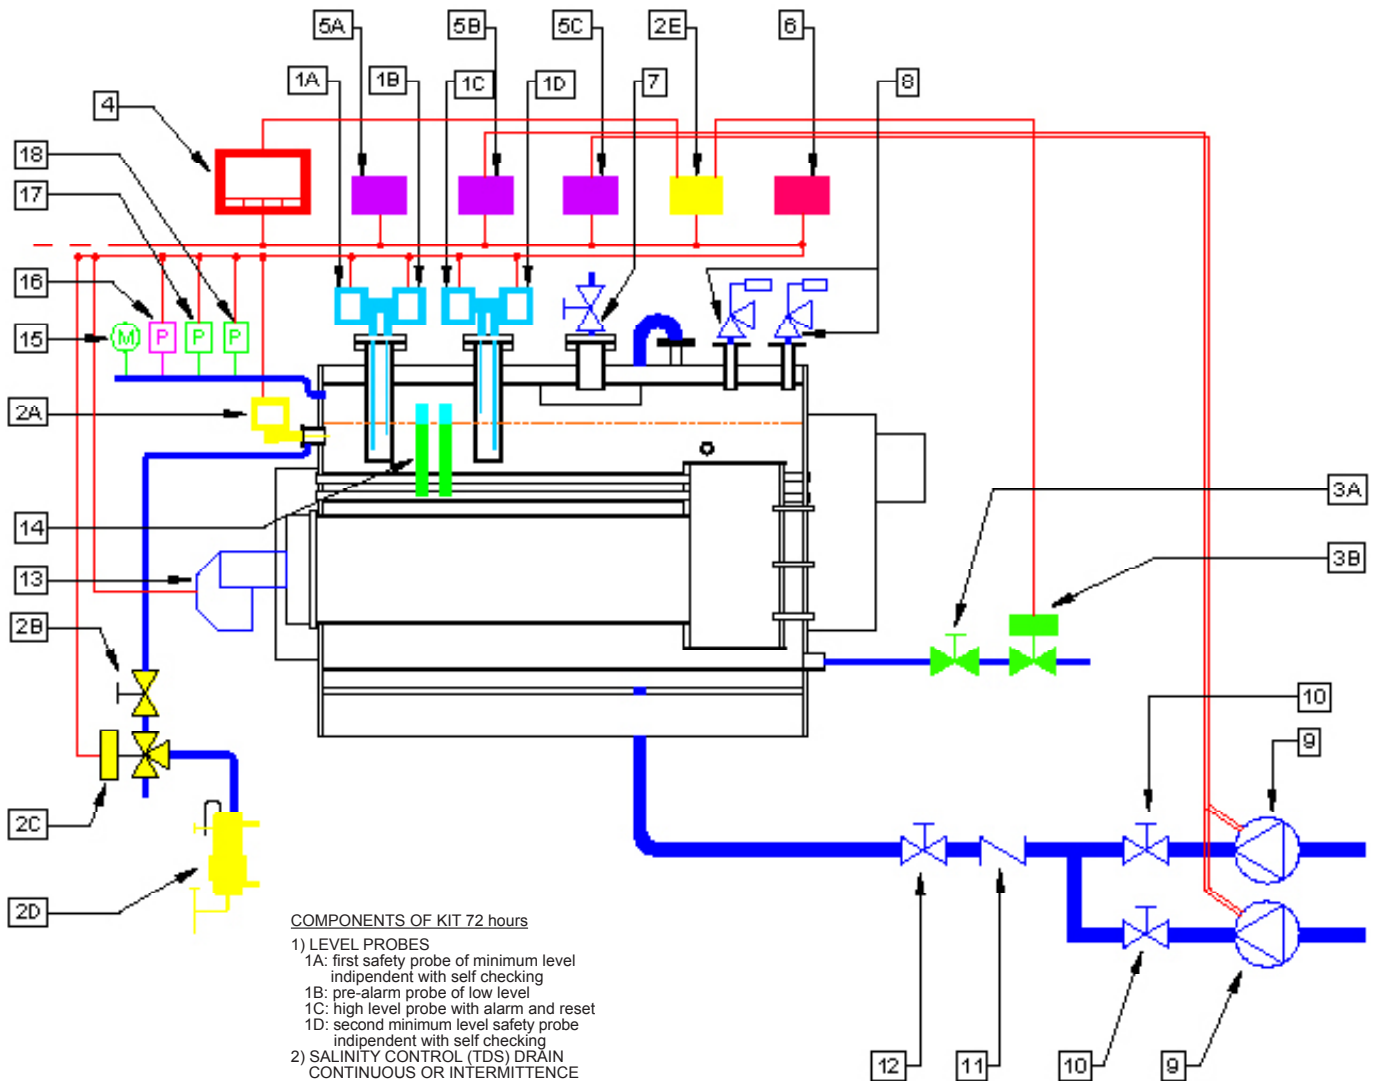 5A
5B
5C
2E
6
1A
1B
1C
1D
7
8
4
18
17
16
15
M
P
P
P
2A
14
13
3A
3B
2B
10
9
2C
2D
COMPONENTS OF KIT 72 hours
1) LEVEL PROBES
1A: first safety probe of minimum level
indipendent with self checking
1B: pre-alarm probe of low level
1C: high level probe with alarm and reset
1D: second minimum level safety probe
indipendent with self checking
2) SALINITY CONTROL (TDS) DRAIN
CONTINUOUS OR INTERMITTENCE
12
11
10
9